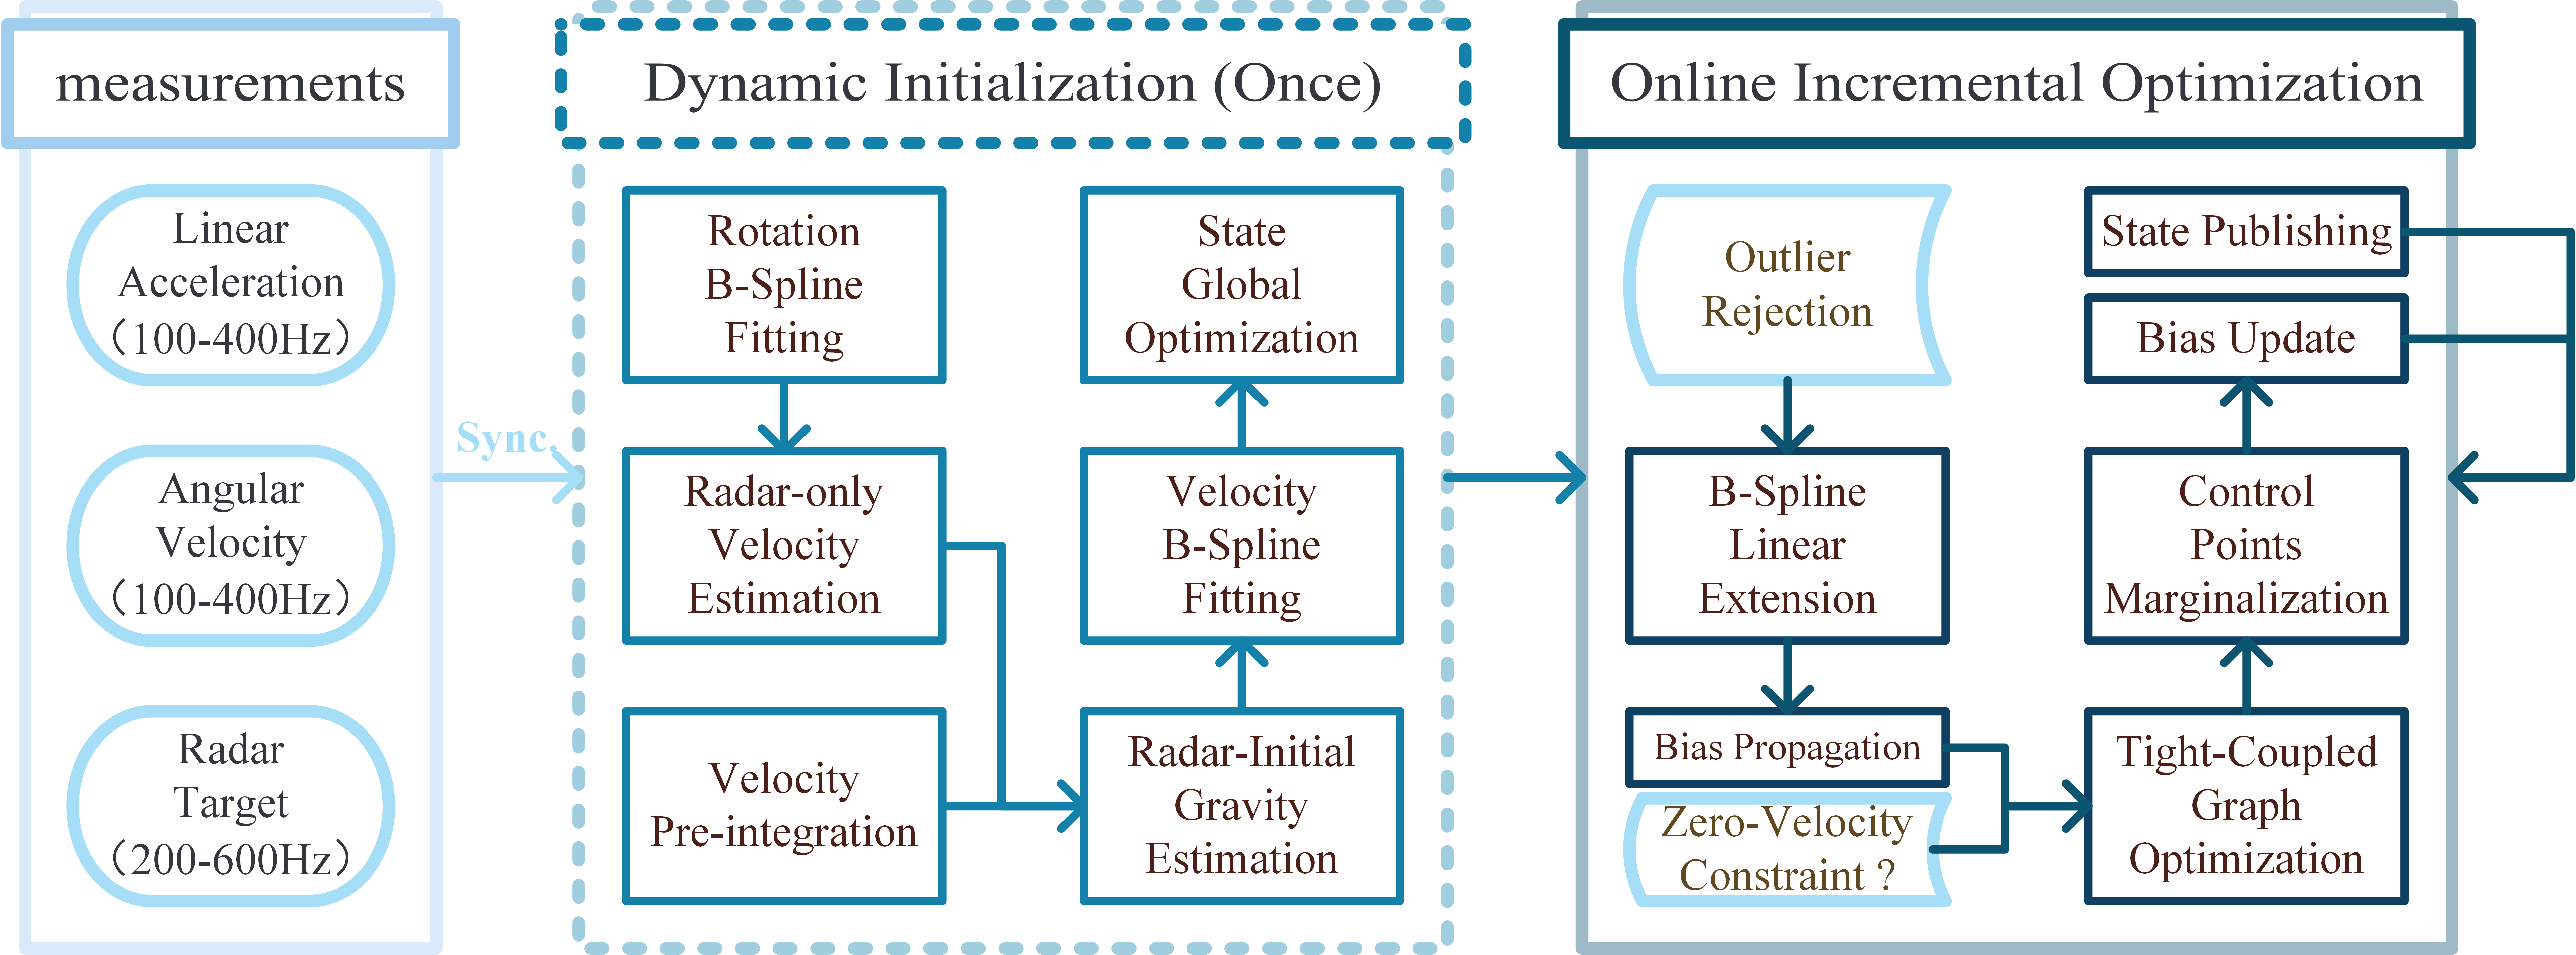 measurements
Linear
Acceleration
（100-400Hz）
Angular
Velocity
（100-400Hz）
Radar
Target
（200-600Hz）
Sync.
Dynamic Initialization (Once)
Rotation
B-Spline
Fitting
Radar-only
Velocity
Estimation
Velocity
Pre-integration
State
Global
Optimization
Velocity
B-Spline
Fitting
Radar-Initial
Gravity
Estimation
Online Incremental Optimization
Outlier
Rejection
B-Spline
Linear
Extension
Bias Propagation
Zero-Velocity
Constraint ?
State Publishing
Bias Update
Control
Points
Marginalization
Tight-Coupled
Graph
Optimization